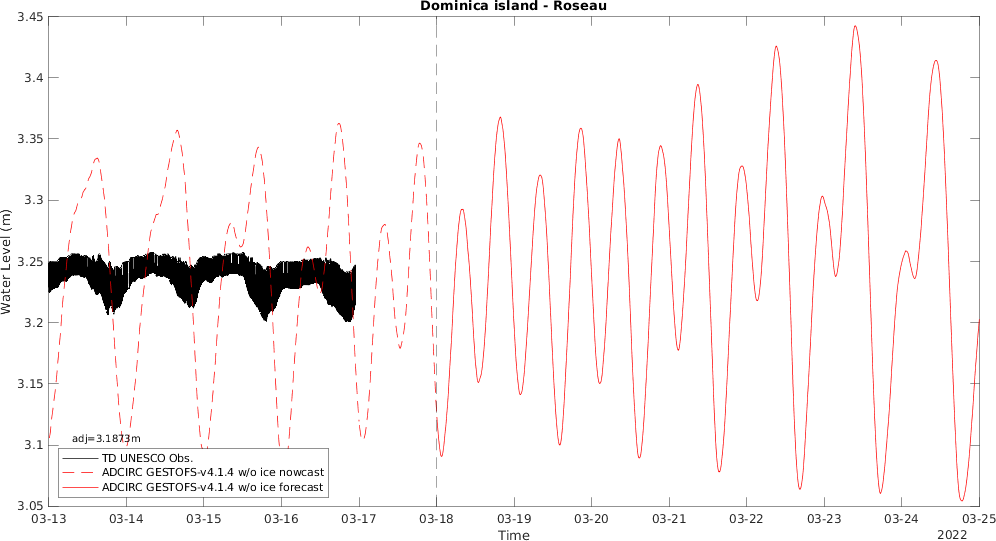 Dominica island - Roseau
3.45
3.4
3.35
3.3
3.25
3.2
3.15
3.1
3.05
Water Level (m)
adj=3.1873m
TD UNESCO Obs.
ADCIRC GESTOFS-v4.1.4 w/o ice nowcast
ADCIRC GESTOFS-v4.1.4 w/o ice forecast
03-13 03-14 03-15 03-16 03-17 03-18 03-19 03-20 03-21 03-22 03-23 03-24 03-25
Time
2022